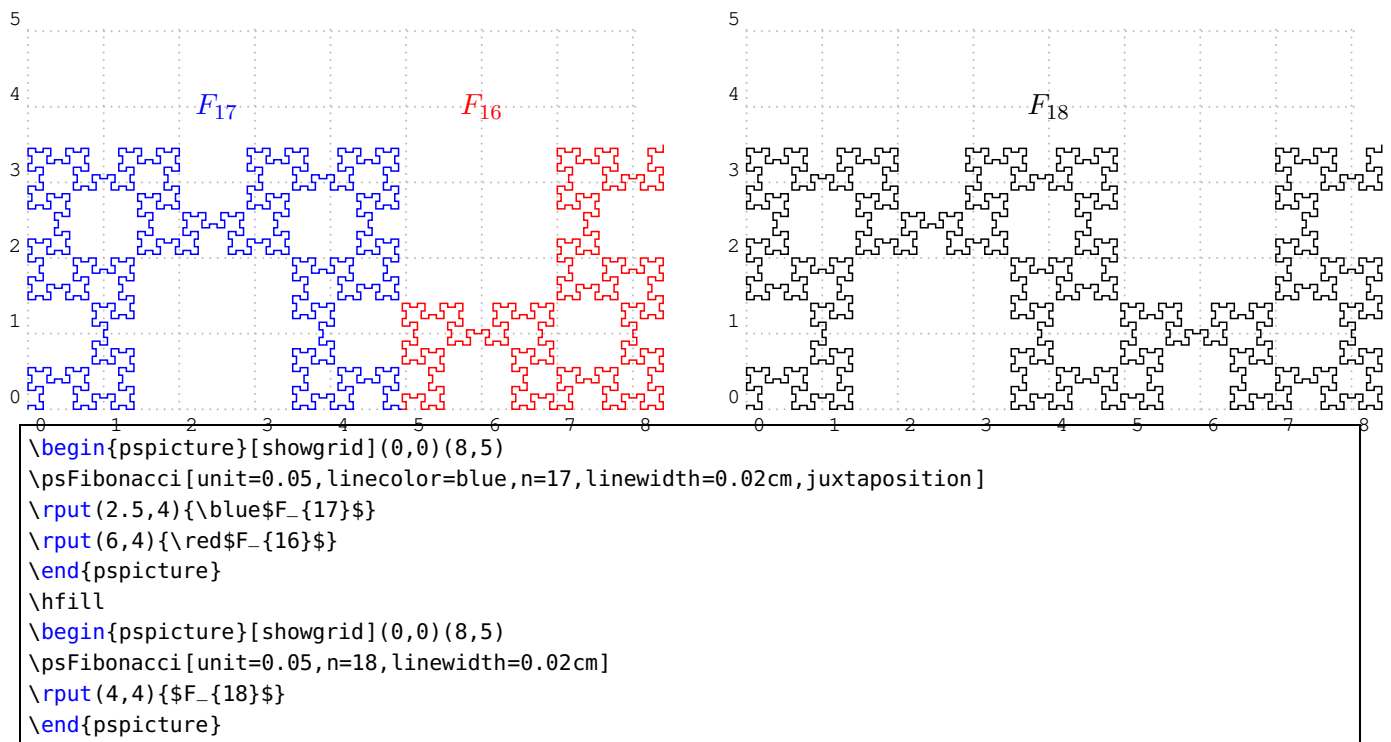 5 5
4 F₁₇ F₁₆ 4 F₁₈
3 3
2 2
1 1
0 0
0 1 2 3 4 5 6 7 8 0 1 2 3 4 5 6 7 8
\begin{pspicture}[showgrid](0,0)(8,5)
\psFibonacci[unit=0.05,linecolor=blue,n=17,linewidth=0.02cm,juxtaposition]
\rput(2.5,4){\blue$F_{17}$}
\rput(6,4){\red$F_{16}$}
\end{pspicture}
\hfill
\begin{pspicture}[showgrid](0,0)(8,5)
\psFibonacci[unit=0.05,n=18,linewidth=0.02cm]
\rput(4,4){$F_{18}$}
\end{pspicture}